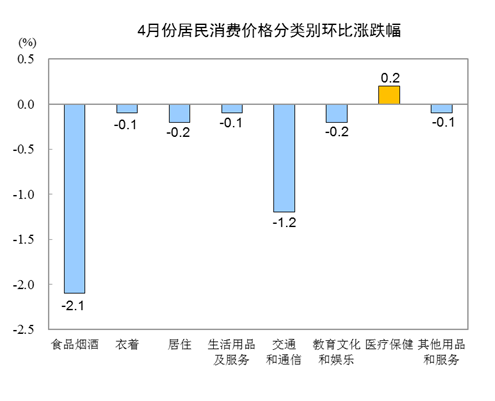 4月份居民消费价格分类别环比涨跌幅
(%)
0.5
0.0
-0.5
-1.0
-1.5
-2.0
-2.5
-2.1
-0.1
-0.2
-0.1
-1.2
-0.2
0.2
-0.1
食品烟酒
衣着
居住
生活用品
及服务
交通
和通信
教育文化
和娱乐
医疗保健
其他用品
和服务